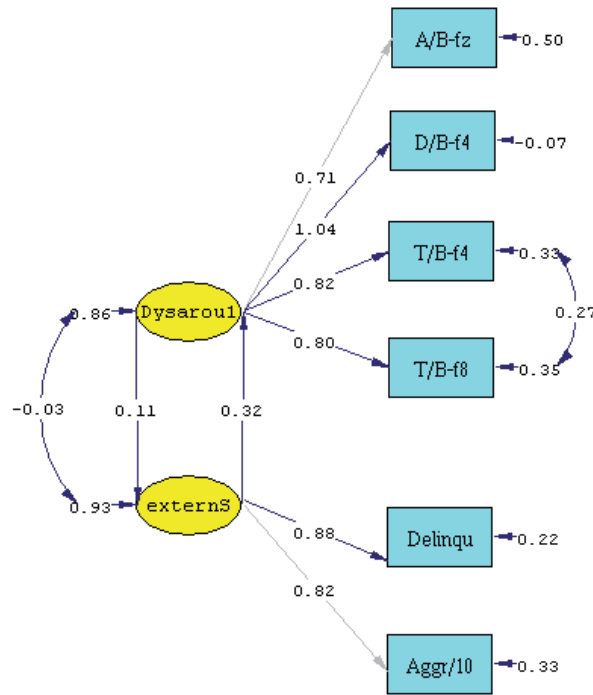 A/B-fz
0.50
D/B-f4
-0.07
0.71
1.04
T/B-f4
0.33
0.82
0.27
0.86
Dysarou1
0.80
T/B-f8
0.35
-0.03
0.11
0.32
0.93
externS
0.88
Delinqu
0.22
0.82
Aggr/10
0.33